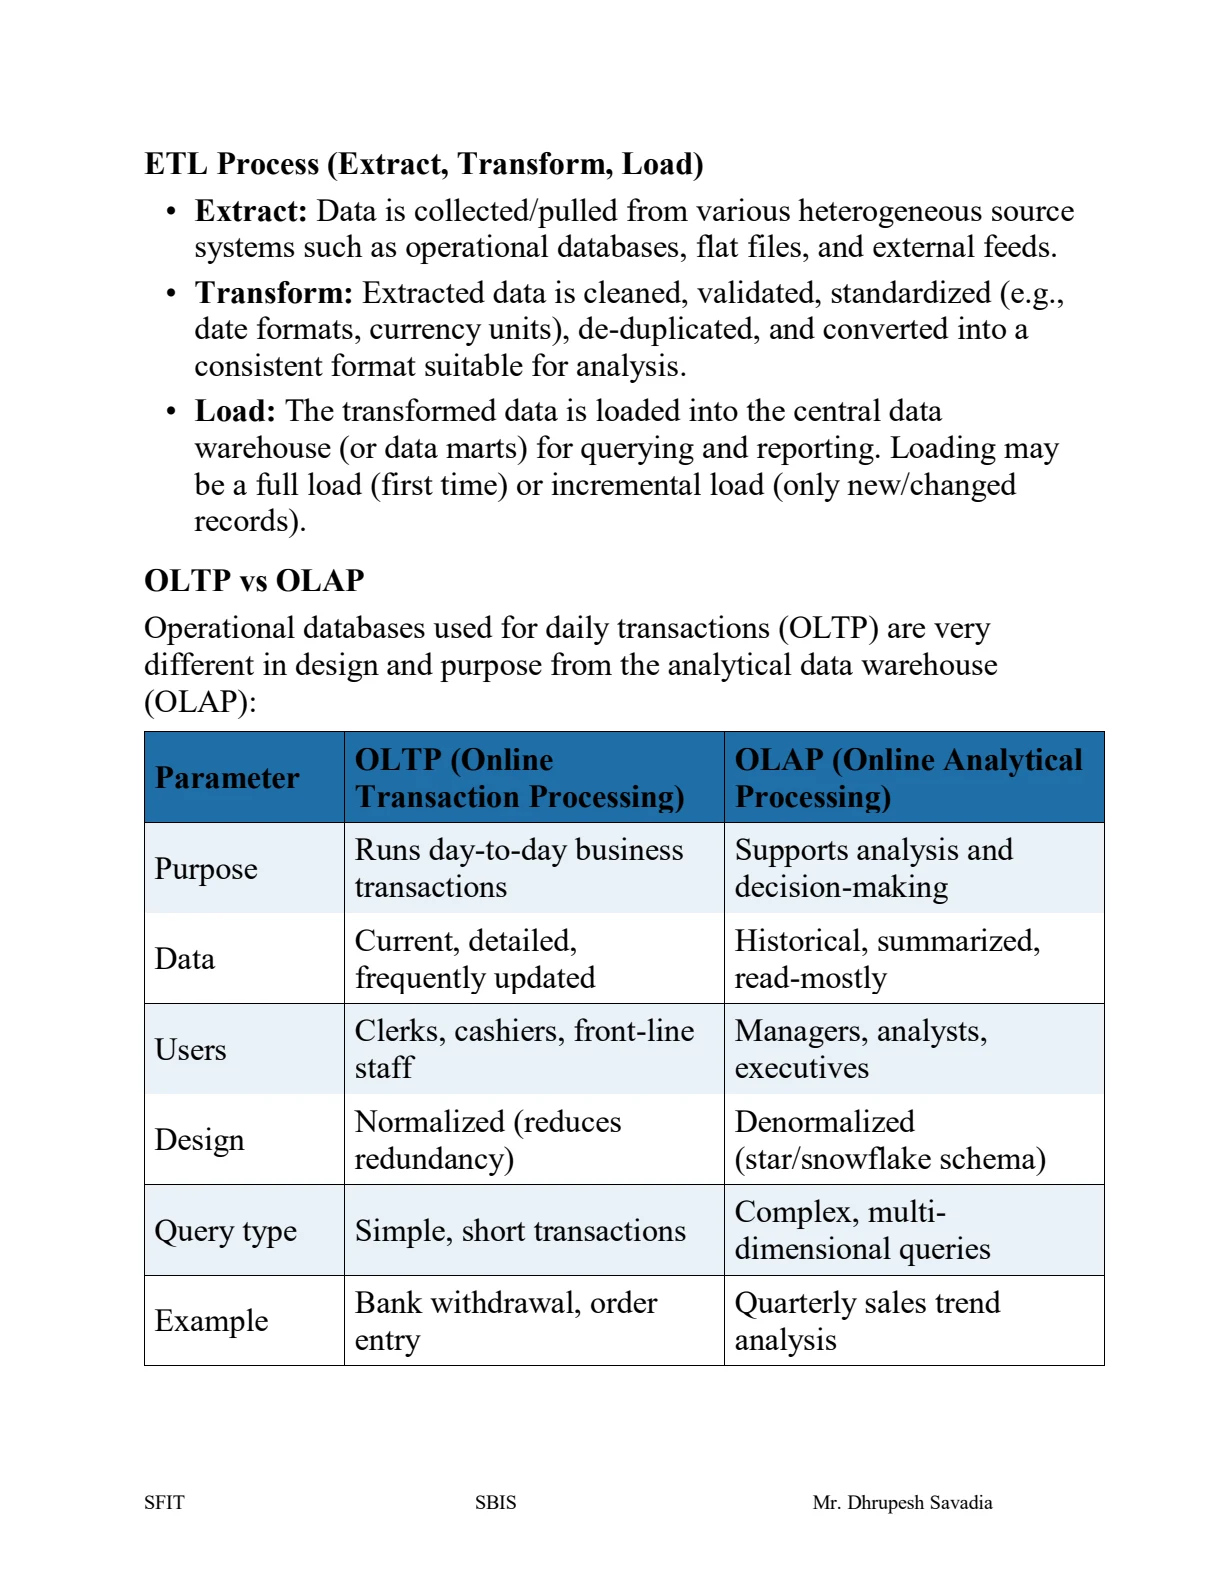 ETL Process (Extract, Transform, Load)
• Extract: Data is collected/pulled from various heterogeneous source
systems such as operational databases, flat files, and external feeds.
• Transform: Extracted data is cleaned, validated, standardized (e.g.,
date formats, currency units), de-duplicated, and converted into a
consistent format suitable for analysis.
• Load: The transformed data is loaded into the central data
warehouse (or data marts) for querying and reporting. Loading may
be a full load (first time) or incremental load (only new/changed
records).
OLTP vs OLAP
Operational databases used for daily transactions (OLTP) are very
different in design and purpose from the analytical data warehouse
(OLAP):
Parameter
OLTP (Online
Transaction Processing)
OLAP (Online Analytical
Processing)
Purpose
Runs day-to-day business
transactions
Supports analysis and
decision-making
Data
Current, detailed,
frequently updated
Historical, summarized,
read-mostly
Users
Clerks, cashiers, front-line
staff
Managers, analysts,
executives
Design
Normalized (reduces
redundancy)
Denormalized
(star/snowflake schema)
Query type
Simple, short transactions
Complex, multi-
dimensional queries
Example
Bank withdrawal, order
entry
Quarterly sales trend
analysis
SFIT SBIS Mr. Dhrupesh Savadia